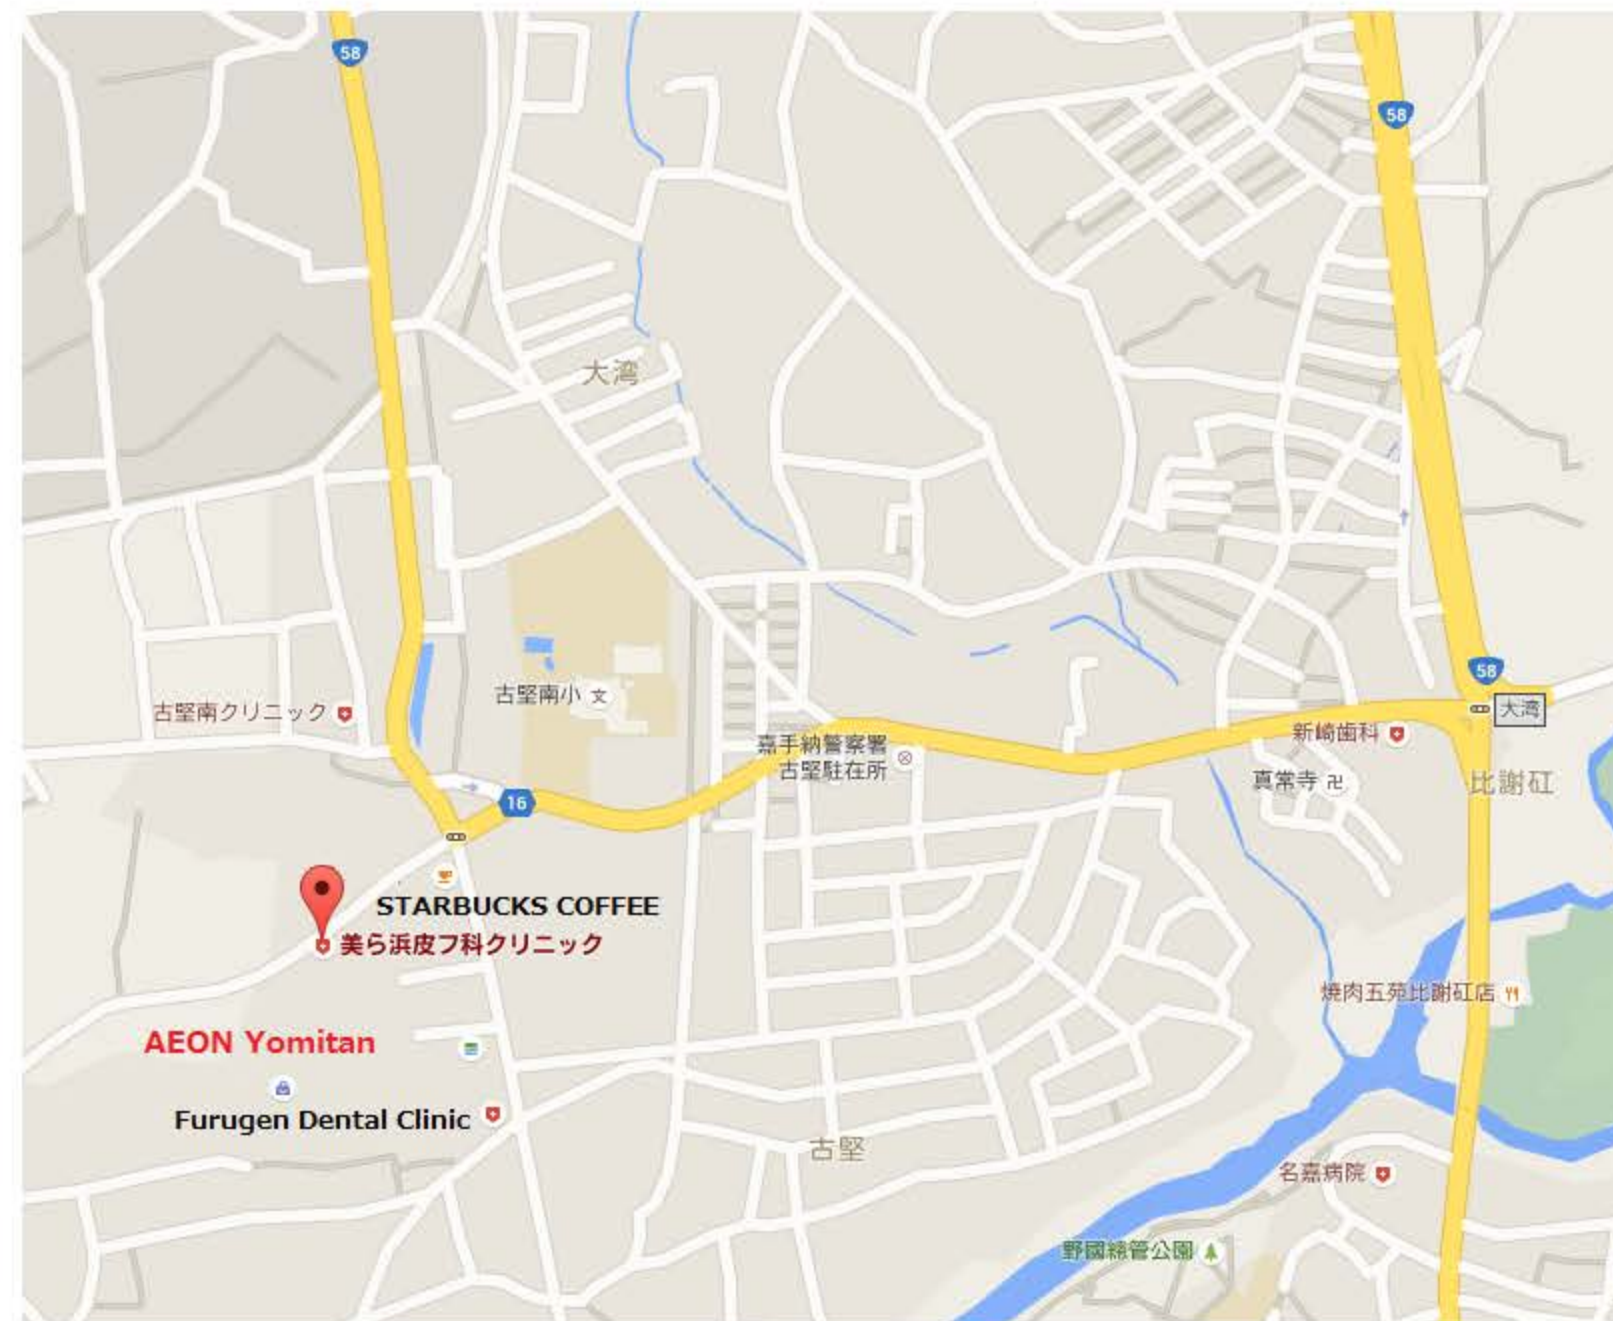 58
58
大湾
58
大湾
古堅南小
古堅南クリニック
新崎歯科
嘉手納警察署
古堅駐在所
真常寺
比謝矼
16
STARBUCKS COFFEE
美ら浜皮フ科クリニック
焼肉五苑比謝矼店
AEON Yomitan
Furugen Dental Clinic
古堅
名嘉病院
野國總管公園